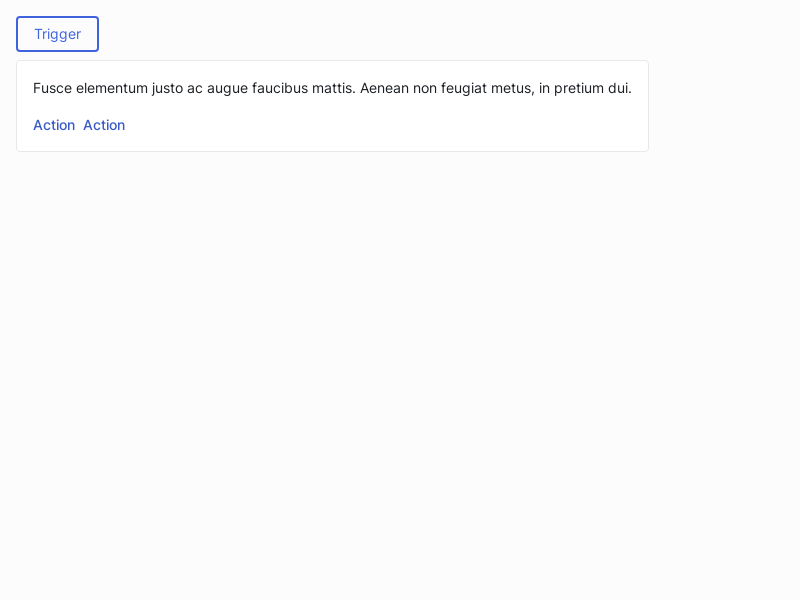 Trigger
Fusce elementum justo ac augue faucibus mattis. Aenean non feugiat metus, in pretium dui.
Action Action